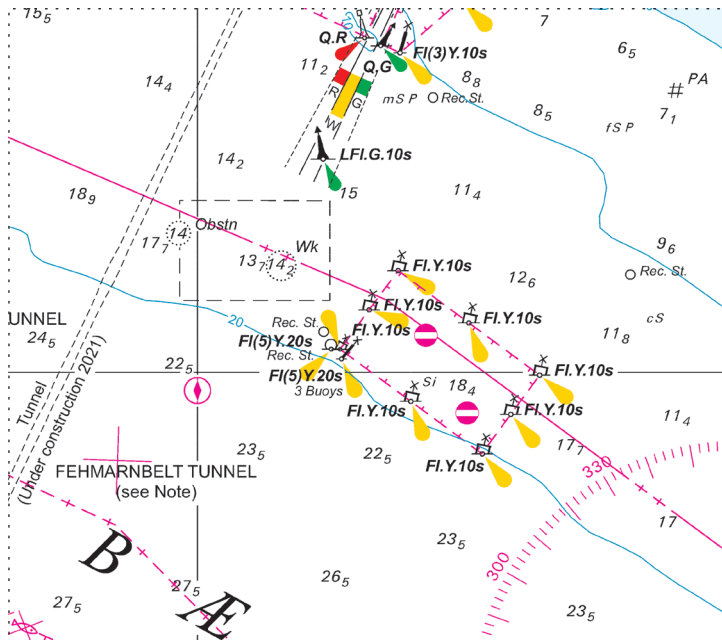 15₅
7
6₅
Q.R
Q.G
Fl(3)Y.10s
11₂
8₈
PA
14₄
R
G
W
mSP
Rec.St.
8₅
7₁
fSP
LFl.G.10s
14₂
18₉
15
11₄
Obstn
14
17₇
Wk
13₇
14₂
9₆
Rec.St.
Fl.Y.10s
12₆
Fl.Y.10s
Fl.Y.10s
cS
11₈
20
UNNEL
24₅
Rec.St.
Fl.Y.10s
Fl(5)Y.20s
Rec.St.
22₅
Fl(5)Y.20s
3 Buoys
Si
18₄
Fl.Y.10s
Fl.Y.10s
Fl.Y.10s
11₄
Tunnel
(Under construction 2021)
23₅
22₅
17₇
Fl.Y.10s
330
FEHMARNBELT TUNNEL
(see Note)
17
23₅
B
300
26₅
27₅
27₅
Æ
23₅